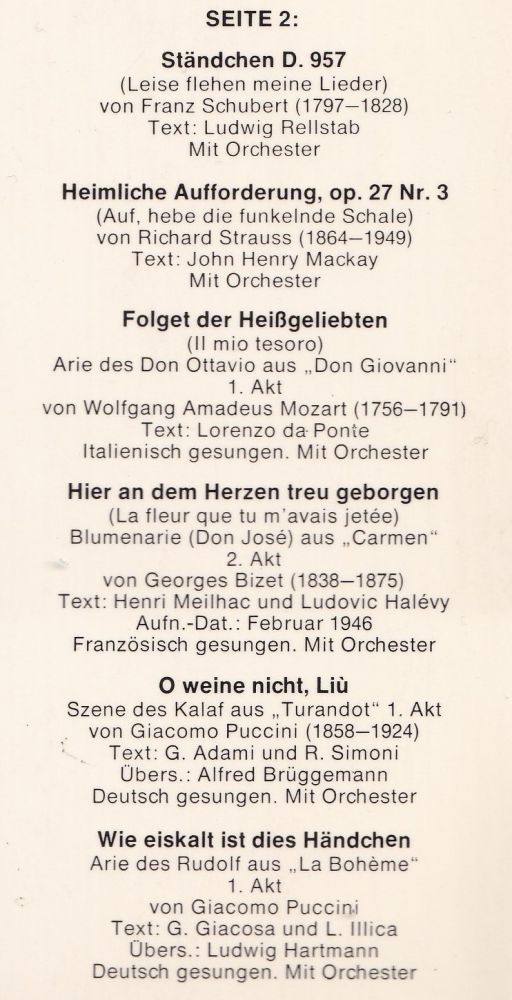 SEITE 2:
Ständchen D. 957
(Leise flehen meine Lieder)
von Franz Schubert (1797–1828)
Text: Ludwig Rellstab
Mit Orchester
Heimliche Aufforderung, op. 27 Nr. 3
(Auf, hebe die funkelnde Schale)
von Richard Strauss (1864–1949)
Text: John Henry Mackay
Mit Orchester
Folget der Heißgeliebten
(Il mio tesoro)
Arie des Don Ottavio aus „Don Giovanni“
1. Akt
von Wolfgang Amadeus Mozart (1756–1791)
Text: Lorenzo da Ponte
Italienisch gesungen. Mit Orchester
Hier an dem Herzen treu geborgen
(La fleur que tu m'avais jetée)
Blumenarie (Don José) aus „Carmen“
2. Akt
von Georges Bizet (1838–1875)
Text: Henri Meilhac und Ludovic Halévy
Aufn.-Dat.: Februar 1946
Französisch gesungen. Mit Orchester
O weine nicht, Liù
Szene des Kalaf aus „Turandot“ 1. Akt
von Giacomo Puccini (1858–1924)
Text: G. Adami und R. Simoni
Übers.: Alfred Brüggemann
Deutsch gesungen. Mit Orchester
Wie eiskalt ist dies Händchen
Arie des Rudolf aus „La Bohème“
1. Akt
von Giacomo Puccini
Text: G. Giacosa und L. Illica
Übers.: Ludwig Hartmann
Deutsch gesungen. Mit Orchester